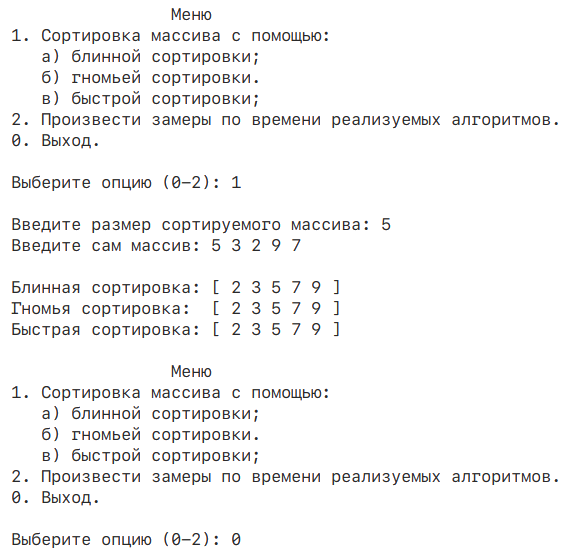 Меню
1. Сортировка массива с помощью:
а) блинной сортировки;
б) гномьей сортировки.
в) быстрой сортировки;
2. Произвести замеры по времени реализуемых алгоритмов.
0. Выход.
Выберите опцию (0-2): 1
Введите размер сортируемого массива: 5
Введите сам массив: 5 3 2 9 7
Блинная сортировка: [ 2 3 5 7 9 ]
Гномья сортировка: [ 2 3 5 7 9 ]
Быстрая сортировка: [ 2 3 5 7 9 ]
Меню
1. Сортировка массива с помощью:
а) блинной сортировки;
б) гномьей сортировки.
в) быстрой сортировки;
2. Произвести замеры по времени реализуемых алгоритмов.
0. Выход.
Выберите опцию (0-2): 0